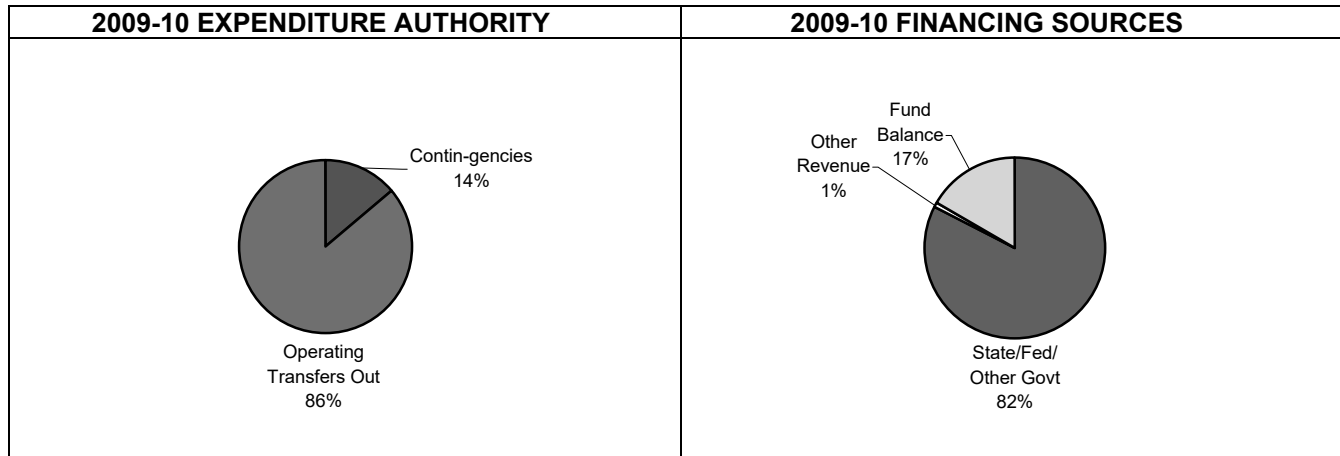 2009-10 EXPENDITURE AUTHORITY
Contin-gencies
14%
Operating
Transfers Out
86%
2009-10 FINANCING SOURCES
Fund
Balance
17%
Other
Revenue
1%
State/Fed/
Other Govt
82%